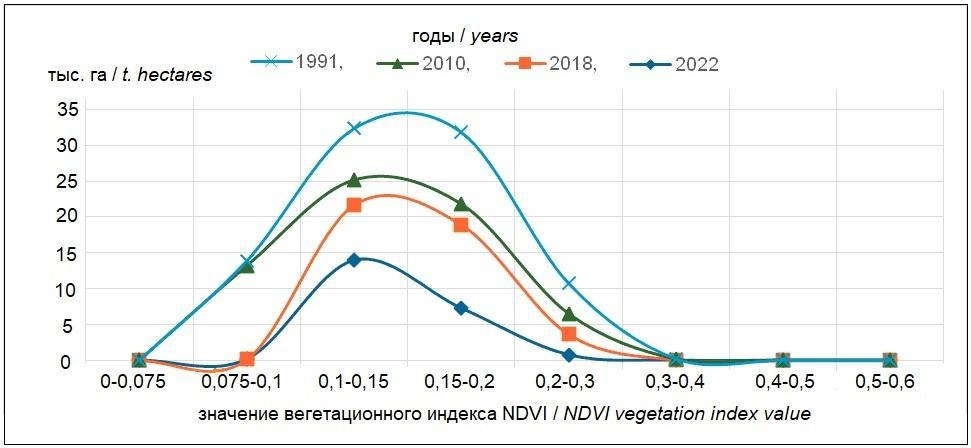 годы / years
1991, 2010, 2018, 2022
тыс. га / t. hectares
35
30
25
20
15
10
5
0
0-0,075 0,075-0,1 0,1-0,15 0,15-0,2 0,2-0,3 0,3-0,4 0,4-0,5 0,5-0,6
значение вегетационного индекса NDVI / NDVI vegetation index value